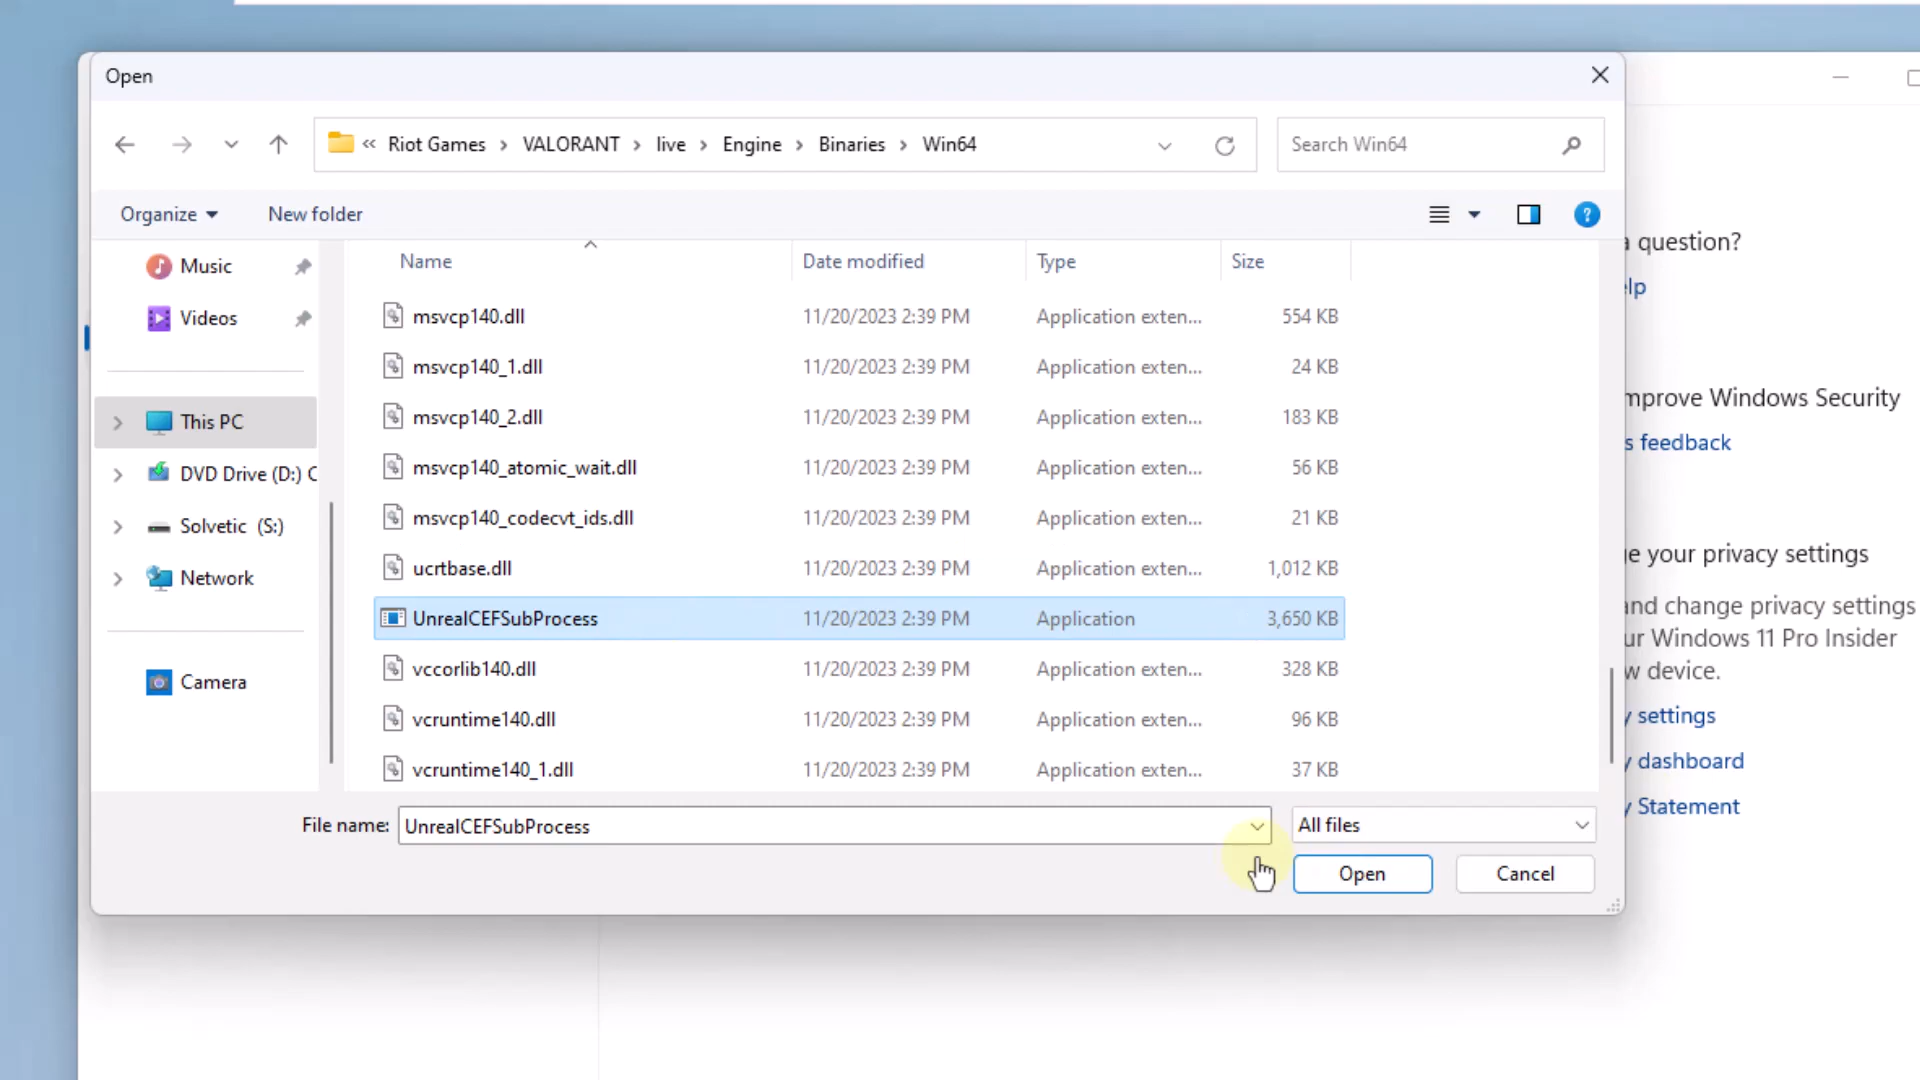 Open
« Riot Games > VALORANT > live > Engine > Binaries > Win64
Search Win64
Organize
New folder
Music
Videos
This PC
DVD Drive (D:) C
Solvetic (S:)
Network
Camera
Name Date modified Type Size
msvcp140.dll 11/20/2023 2:39 PM Application exten... 554 KB
msvcp140_1.dll 11/20/2023 2:39 PM Application exten... 24 KB
msvcp140_2.dll 11/20/2023 2:39 PM Application exten... 183 KB
msvcp140_atomic_wait.dll 11/20/2023 2:39 PM Application exten... 56 KB
msvcp140_codecvt_ids.dll 11/20/2023 2:39 PM Application exten... 21 KB
ucrtbase.dll 11/20/2023 2:39 PM Application exten... 1,012 KB
UnrealCEFSubProcess 11/20/2023 2:39 PM Application 3,650 KB
vccorlib140.dll 11/20/2023 2:39 PM Application exten... 328 KB
vcruntime140.dll 11/20/2023 2:39 PM Application exten... 96 KB
vcruntime140_1.dll 11/20/2023 2:39 PM Application exten... 37 KB
File name: UnrealCEFSubProcess
All files
Open
Cancel
a question?
elp
mprove Windows Security
s feedback
ge your privacy settings
and change privacy settings
ur Windows 11 Pro Insider
w device.
y settings
y dashboard
y Statement